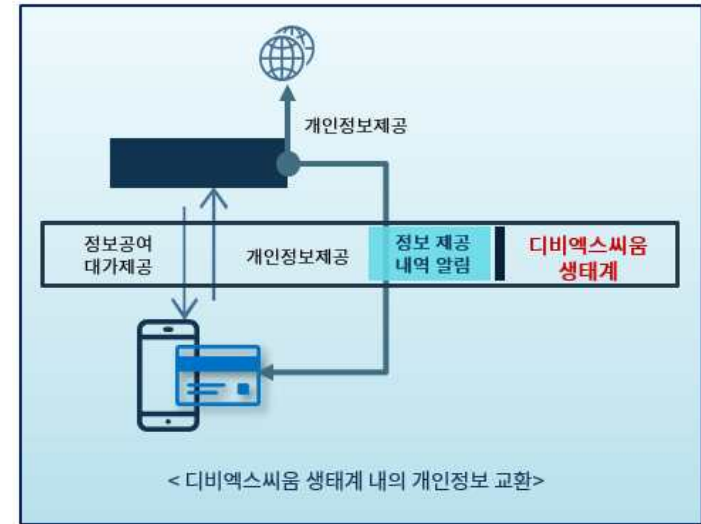 개인정보제공
정보공여
대가제공
개인정보제공
정보 제공
내역 알림
디비엑스씨움
생태계
< 디비엑스씨움 생태계 내의 개인정보 교환>